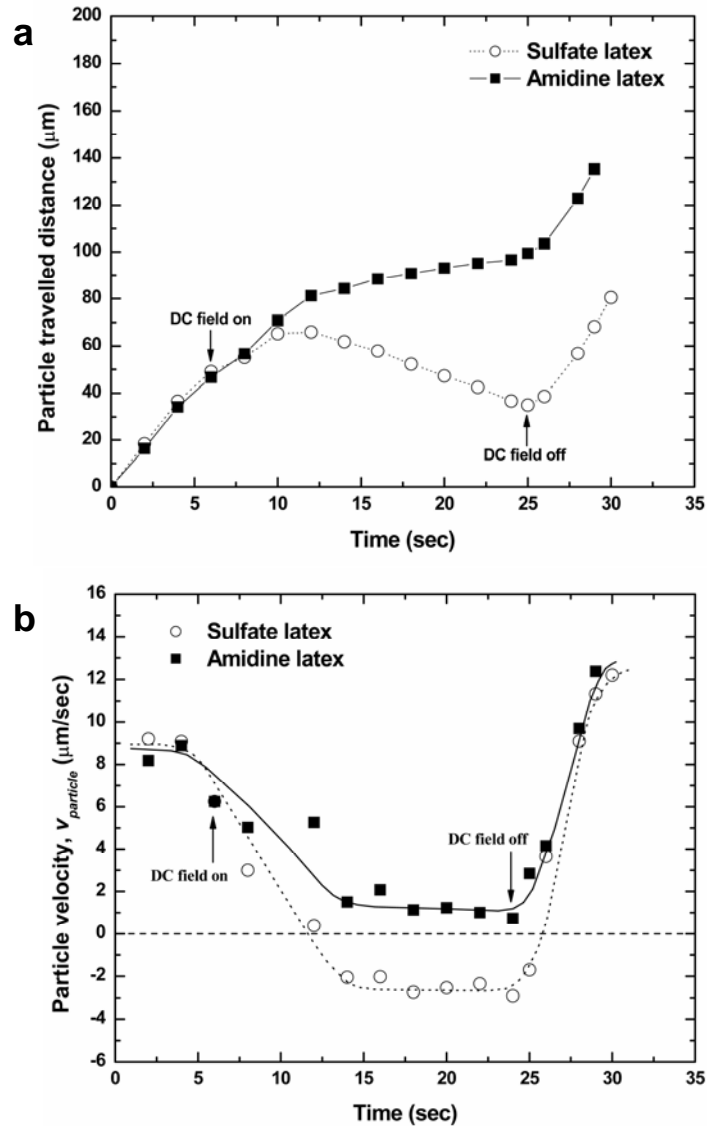 a
200
180
160
140
120
100
80
60
40
20
0
Particle travelled distance (μm)
Sulfate latex
Amidine latex
DC field on
DC field off
0 5 10 15 20 25 30 35
Time (sec)
b
16
14
12
10
8
6
4
2
0
-2
-4
-6
Particle velocity, v_particle (μm/sec)
Sulfate latex
Amidine latex
DC field on
DC field off
0 5 10 15 20 25 30 35
Time (sec)